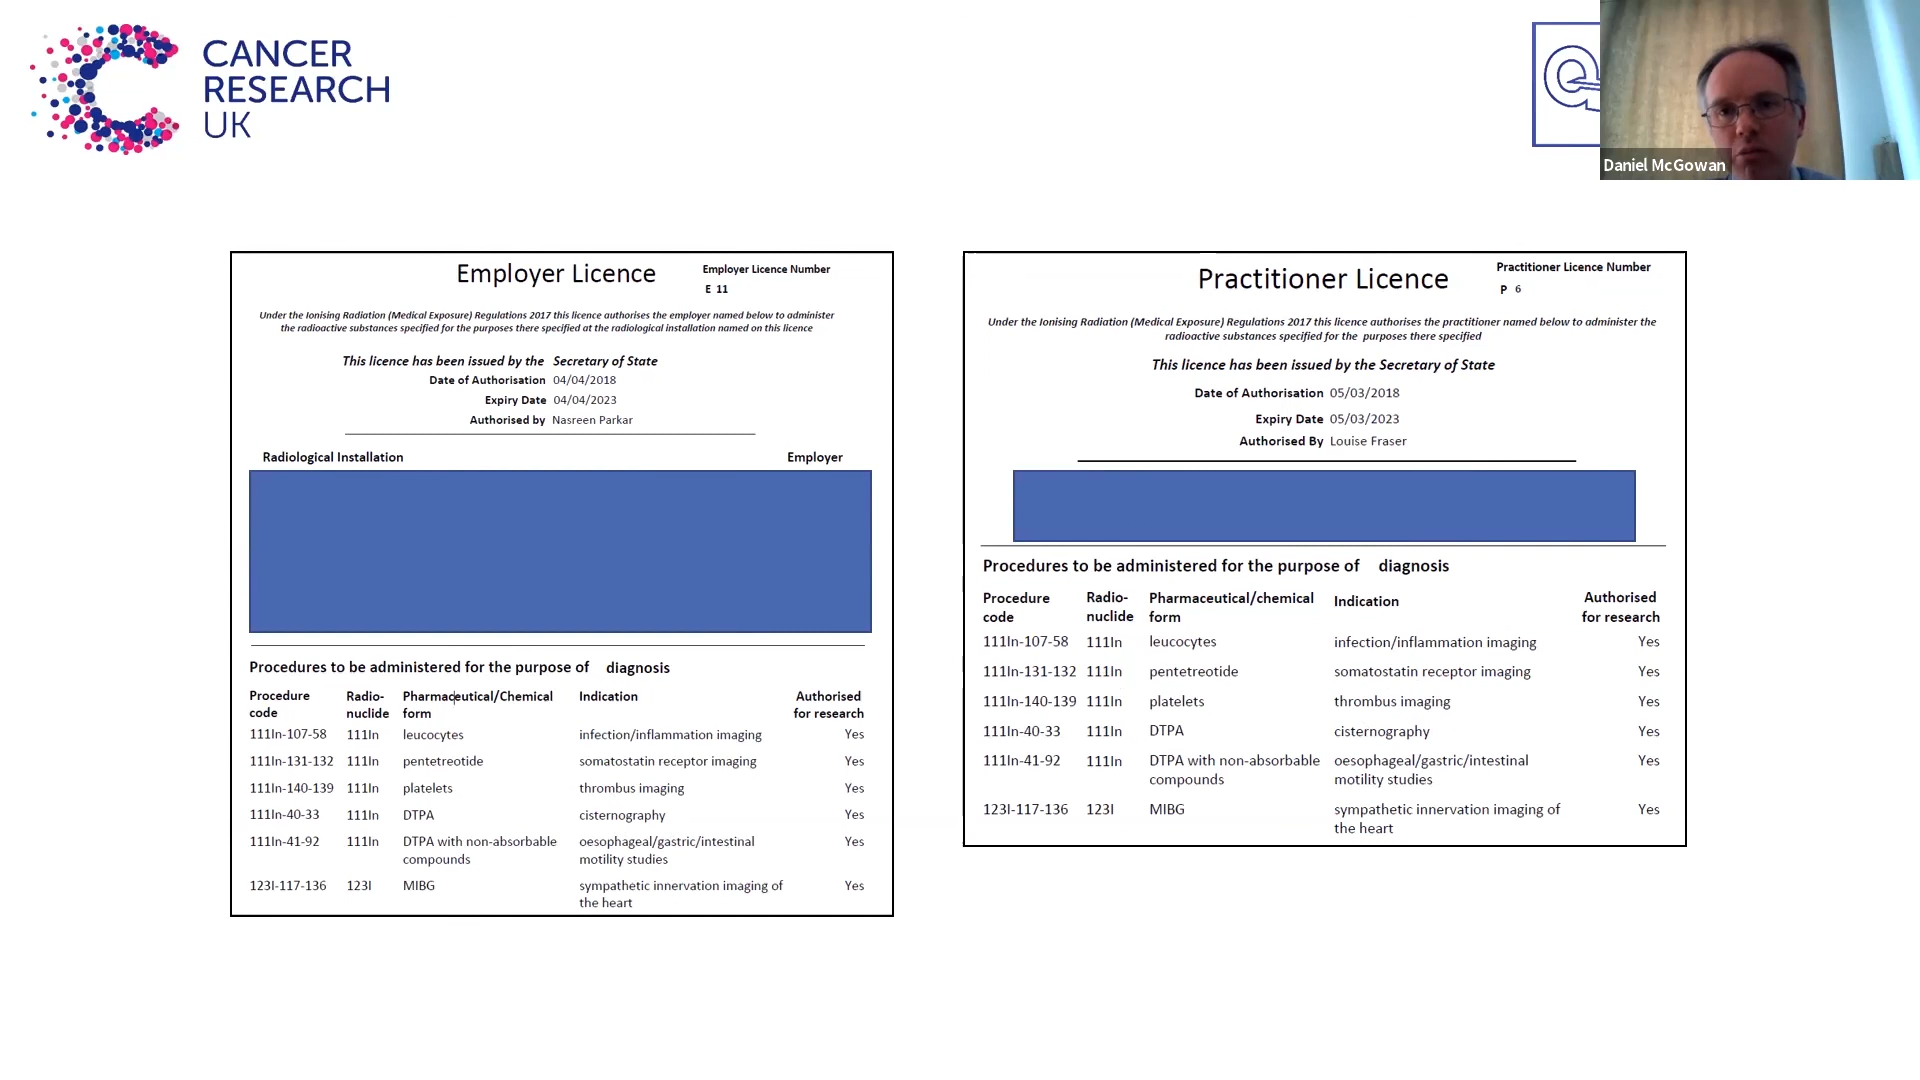 CANCER
RESEARCH
UK
Daniel McGowan
Employer Licence
Employer Licence Number
E 11
Under the Ionising Radiation (Medical Exposure) Regulations 2017 this licence authorises the employer named below to administer
the radioactive substances specified for the purposes there specified at the radiological installation named on this licence
This licence has been issued by the Secretary of State
Date of Authorisation 04/04/2018
Expiry Date 04/04/2023
Authorised by Nasreen Parkar
Radiological Installation Employer
Procedures to be administered for the purpose of diagnosis
Procedure Radio- Pharmaceutical/Chemical Indication Authorised
code nuclide form for research
111In-107-58 111In leucocytes infection/inflammation imaging Yes
111In-131-132 111In pentetreotide somatostatin receptor imaging Yes
111In-140-139 111In platelets thrombus imaging Yes
111In-40-33 111In DTPA cisternography Yes
111In-41-92 111In DTPA with non-absorbable oesophageal/gastric/intestinal Yes
compounds motility studies
123I-117-136 123I MIBG sympathetic innervation imaging of Yes
the heart
Practitioner Licence
Practitioner Licence Number
P 6
Under the Ionising Radiation (Medical Exposure) Regulations 2017 this licence authorises the practitioner named below to administer the
radioactive substances specified for the purposes there specified
This licence has been issued by the Secretary of State
Date of Authorisation 05/03/2018
Expiry Date 05/03/2023
Authorised By Louise Fraser
Procedures to be administered for the purpose of diagnosis
Procedure Radio- Pharmaceutical/chemical Indication Authorised
code nuclide form for research
111In-107-58 111In leucocytes infection/inflammation imaging Yes
111In-131-132 111In pentetreotide somatostatin receptor imaging Yes
111In-140-139 111In platelets thrombus imaging Yes
111In-40-33 111In DTPA cisternography Yes
111In-41-92 111In DTPA with non-absorbable oesophageal/gastric/intestinal Yes
compounds motility studies
123I-117-136 123I MIBG sympathetic innervation imaging of Yes
the heart